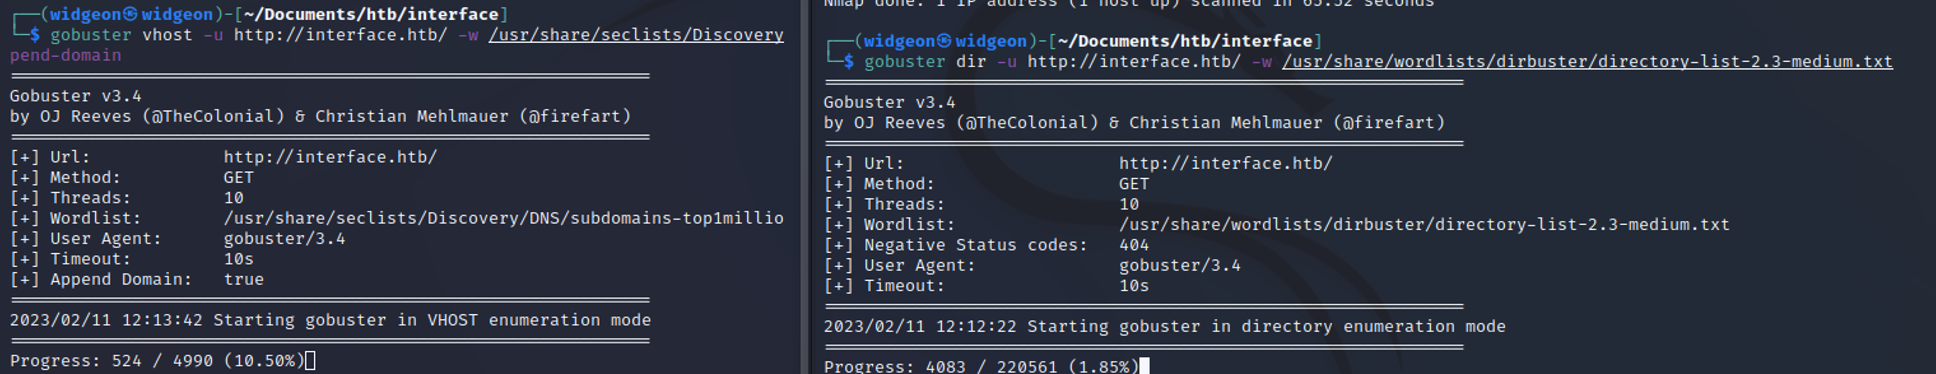 ┌──(widgeon㉿widgeon)-[~/Documents/htb/interface]
└─$ gobuster vhost -u http://interface.htb/ -w /usr/share/seclists/Discovery
pend-domain
Gobuster v3.4
by OJ Reeves (@TheColonial) & Christian Mehlmauer (@firefart)
[+] Url:             http://interface.htb/
[+] Method:          GET
[+] Threads:         10
[+] Wordlist:        /usr/share/seclists/Discovery/DNS/subdomains-top1millio
[+] User Agent:      gobuster/3.4
[+] Timeout:         10s
[+] Append Domain:   true
2023/02/11 12:13:42 Starting gobuster in VHOST enumeration mode
Progress: 524 / 4990 (10.50%)
Nmap done: 1 IP address (1 host up) scanned in 65.52 seconds
┌──(widgeon㉿widgeon)-[~/Documents/htb/interface]
└─$ gobuster dir -u http://interface.htb/ -w /usr/share/wordlists/dirbuster/directory-list-2.3-medium.txt
Gobuster v3.4
by OJ Reeves (@TheColonial) & Christian Mehlmauer (@firefart)
[+] Url:                     http://interface.htb/
[+] Method:                  GET
[+] Threads:                 10
[+] Wordlist:                /usr/share/wordlists/dirbuster/directory-list-2.3-medium.txt
[+] Negative Status codes:   404
[+] User Agent:              gobuster/3.4
[+] Timeout:                 10s
2023/02/11 12:12:22 Starting gobuster in directory enumeration mode
Progress: 4083 / 220561 (1.85%)